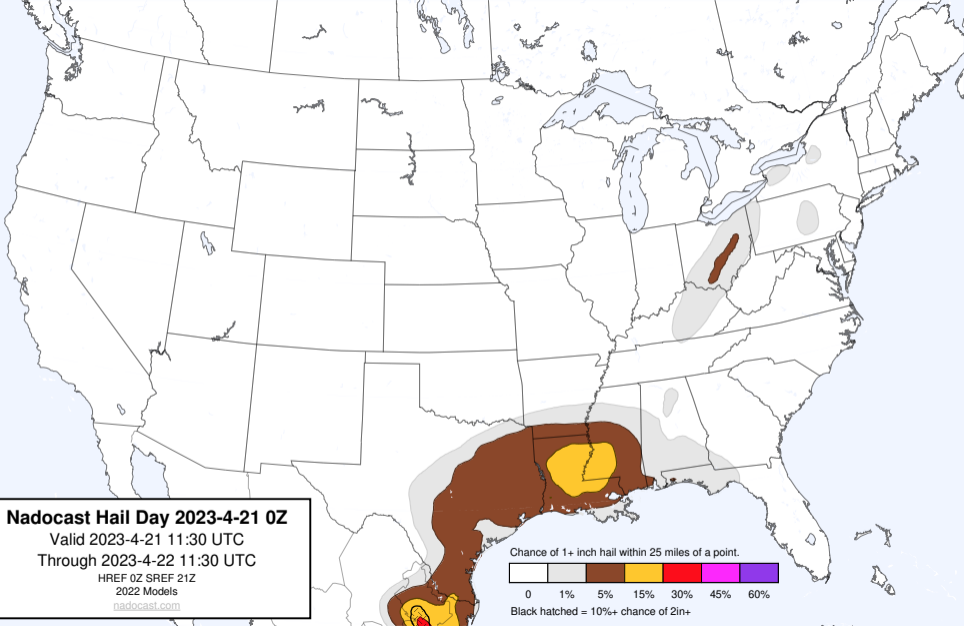 Nadocast Hail Day 2023-4-21 0Z
Valid 2023-4-21 11:30 UTC
Through 2023-4-22 11:30 UTC
HREF 0Z SREF 21Z
2022 Models
nadocast.com
Chance of 1+ inch hail within 25 miles of a point.
0 1% 5% 15% 30% 45% 60%
Black hatched = 10%+ chance of 2in+